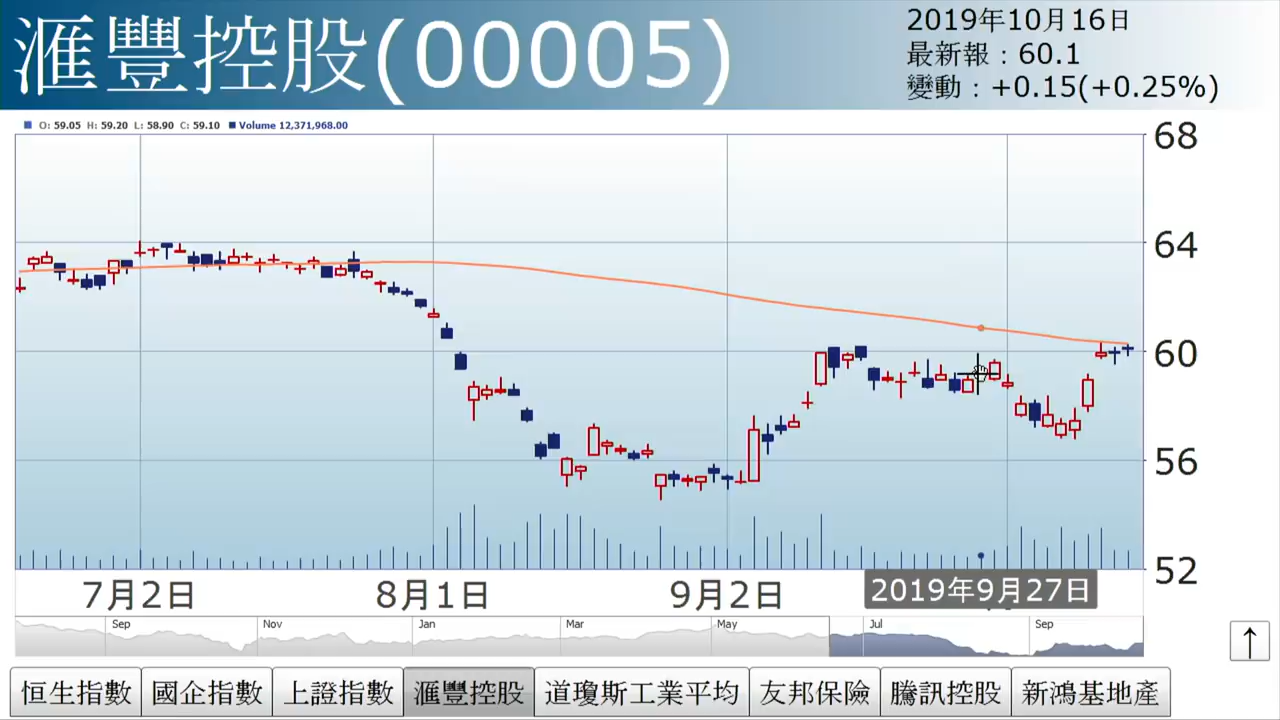 滙豐控股(00005)
2019年10月16日
最新報：60.1
變動：+0.15(+0.25%)
O: 59.05 H: 59.20 L: 58.90 C: 59.10 Volume 12,371,968.00
68
64
60
56
52
7月2日 8月1日 9月2日 2019年9月27日
Sep Nov Jan Mar May Jul Sep
↑
恒生指數 國企指數 上證指數 滙豐控股 道瓊斯工業平均 友邦保險 騰訊控股 新鴻基地產